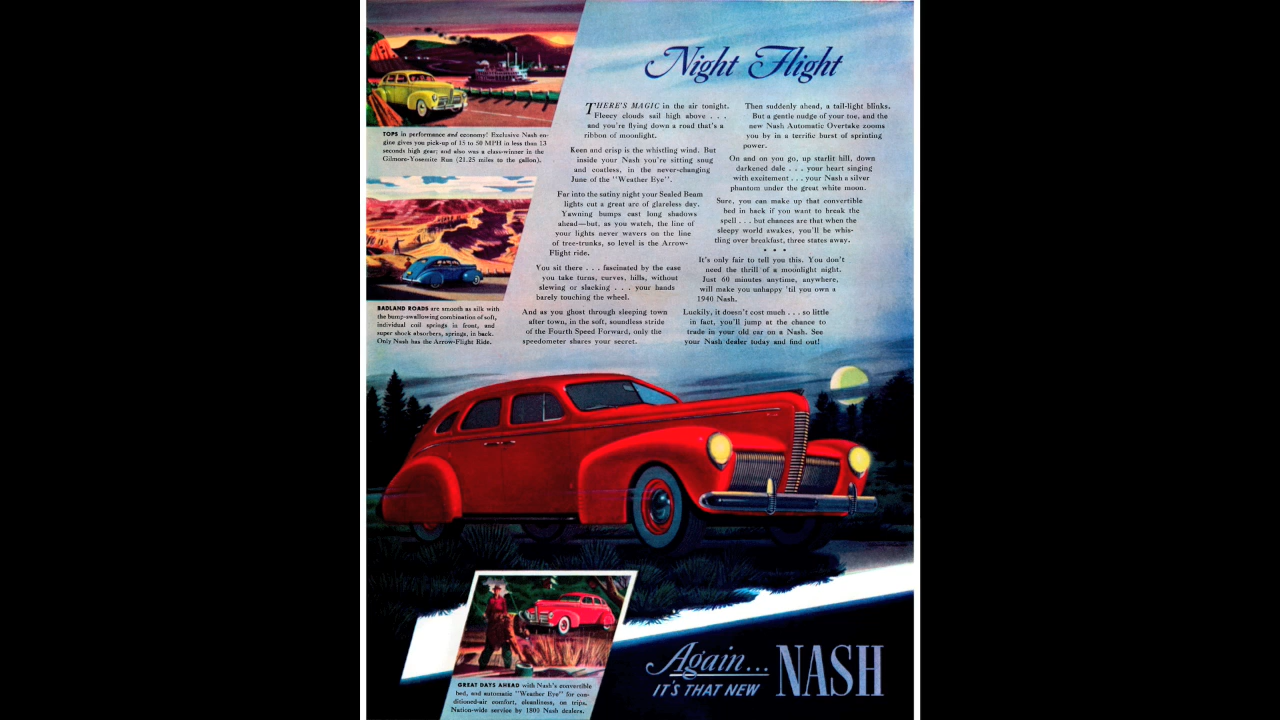 Night Flight
THERE'S MAGIC in the air tonight.
Fleecy clouds sail high above . . .
and you're flying down a road that's a
ribbon of moonlight.
Keen and crisp is the whistling wind. But
inside your Nash you're sitting snug
and coatless, in the never-changing
June of the "Weather Eye".
Far into the satiny night your Sealed Beam
lights cut a great arc of glareless day.
Yawning bumps cast long shadows
ahead—but, as you watch, the line of
your lights never wavers on the line
of tree-trunks, so level is the Arrow-
Flight ride.
You sit there . . . fascinated by the ease
you take turns, curves, hills, without
slewing or slacking . . . your hands
barely touching the wheel.
And as you ghost through sleeping town
after town, in the soft, soundless stride
of the Fourth Speed Forward, only the
speedometer shares your secret.
Then suddenly ahead, a tail-light blinks.
But a gentle nudge of your toe, and the
new Nash Automatic Overtake zooms
you by in a terrific burst of sprinting
power.
On and on you go, up starlit hill, down
darkened dale . . . your heart singing
with excitement . . . your Nash a silver
phantom under the great white moon.
Sure, you can make up that convertible
bed in back if you want to break the
spell . . . but chances are that when the
sleepy world awakes, you'll be whis-
tling over breakfast, three states away.
* * *
It's only fair to tell you this. You don't
need the thrill of a moonlight night.
Just 60 minutes anytime, anywhere,
will make you unhappy 'til you own a
1940 Nash.
Luckily, it doesn't cost much . . . so little
in fact, you'll jump at the chance to
trade in your old car on a Nash. See
your Nash dealer today and find out!
TOPS in performance and economy! Exclusive Nash en-
gine gives you pick-up of 15 to 50 MPH in less than 13
seconds high gear; and also was a class-winner in the
Gilmore-Yosemite Run (21.25 miles to the gallon).
BADLAND ROADS are smooth as silk with
the bump-swallowing combination of soft,
individual coil springs in front, and
super shock absorbers, springs, in back.
Only Nash has the Arrow-Flight Ride.
GREAT DAYS AHEAD with Nash's convertible
bed, and automatic "Weather Eye" for con-
ditioned-air comfort, cleanliness, on trips.
Nation-wide service by 1800 Nash dealers.
Again...
IT'S THAT NEW NASH